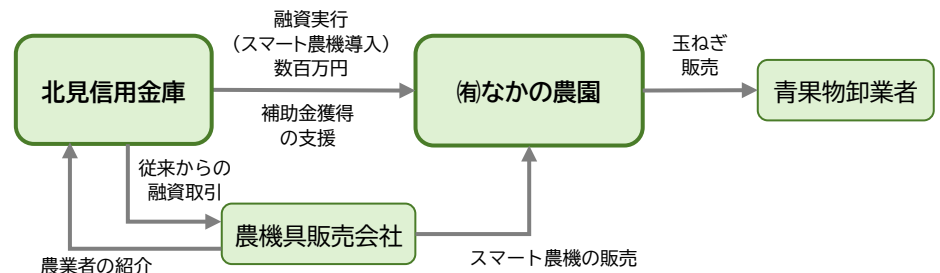 融資実行
（スマート農機導入）
数百万円
北見信用金庫
補助金獲得
の支援
㈲なかの農園
玉ねぎ
販売
青果物卸業者
従来からの
融資取引
農機具販売会社
農業者の紹介
スマート農機の販売